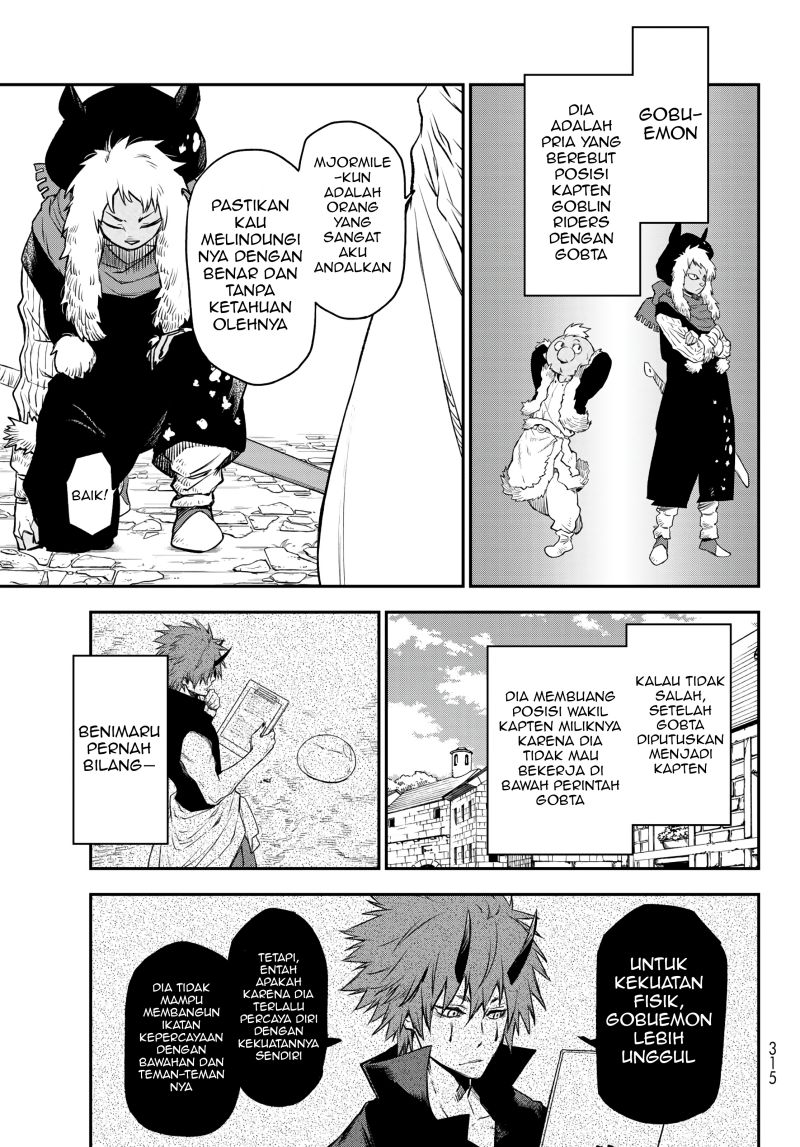 GOBU-
EMON
DIA
ADALAH
PRIA YANG
BEREBUT
POSISI
KAPTEN
GOBLIN
RIDERS
DENGAN
GOBTA
MJORMILE
-KUN
ADALAH
ORANG
YANG
SANGAT
AKU
ANDALKAN
PASTIKAN
KAU
MELINDUNGI
NYA DENGAN
BENAR DAN
TANPA
KETAHUAN
OLEHNYA
BAIK!
KALAU TIDAK
SALAH,
SETELAH
GOBTA
DIPUTUSKAN
MENJADI
KAPTEN
DIA MEMBUANG
POSISI WAKIL
KAPTEN MILIKNYA
KARENA DIA
TIDAK MAU
BEKERJA DI
BAWAH PERINTAH
GOBTA
BENIMARU
PERNAH
BILANG—
UNTUK
KEKUATAN
FISIK,
GOBUEMON
LEBIH
UNGGUL
TETAPI,
ENTAH
APAKAH
KARENA DIA
TERLALU
PERCAYA DIRI
DENGAN
KEKUATANNYA
SENDIRI
DIA TIDAK
MAMPU
MEMBANGUN
IKATAN
KEPERCAYAAN
DENGAN
BAWAHAN DAN
TEMAN-TEMAN
NYA
315